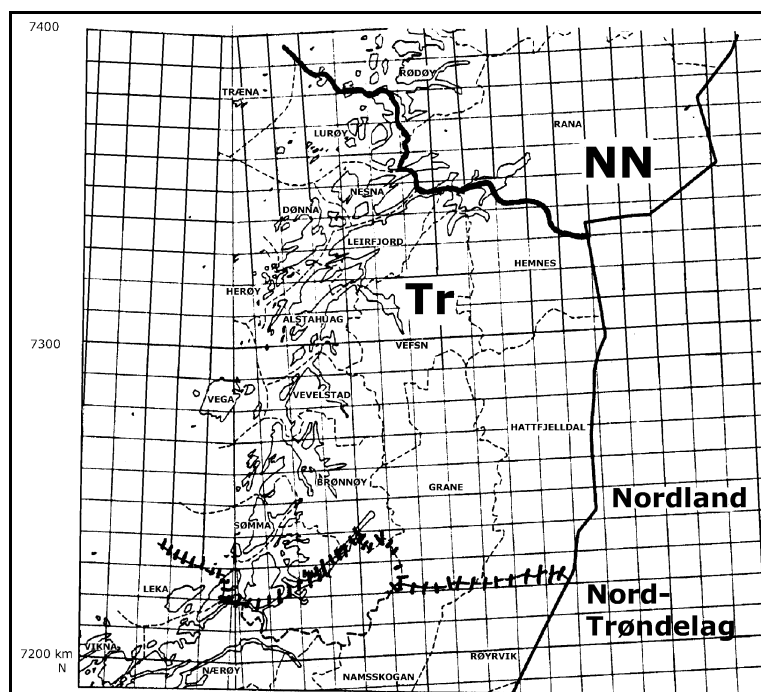 7400
RØDØY
TRÆNA
LURØY
RANA
NN
NESNA
DØNNA
LEIRFJORD
HEMNES
HERØY
Tr
ALSTAHUAG
7300
VEFSN
VEVELSTAD
VEGA
HATTFJELLDAL
BRØNNØY
GRANE
Nordland
SØMMA
LEKA
Nord-
Trøndelag
VIKNA
7200 km
N
RØYRVIK
NÆRØY
NAMSSKOGAN